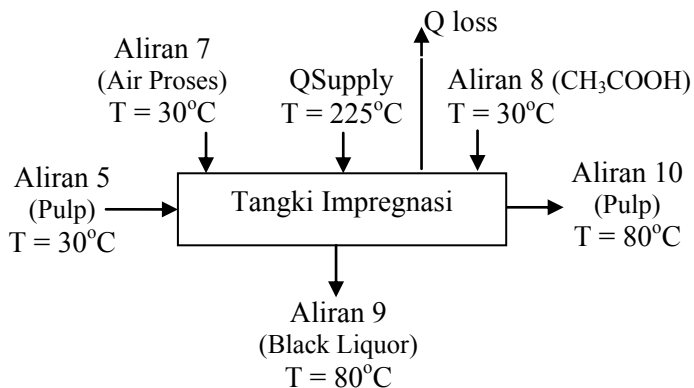 Q loss
Aliran 7
(Air Proses)
T = 30°C
QSupply
T = 225°C
Aliran 8 (CH₃COOH)
T = 30°C
Aliran 5
(Pulp)
T = 30°C
Tangki Impregnasi
Aliran 10
(Pulp)
T = 80°C
Aliran 9
(Black Liquor)
T = 80°C